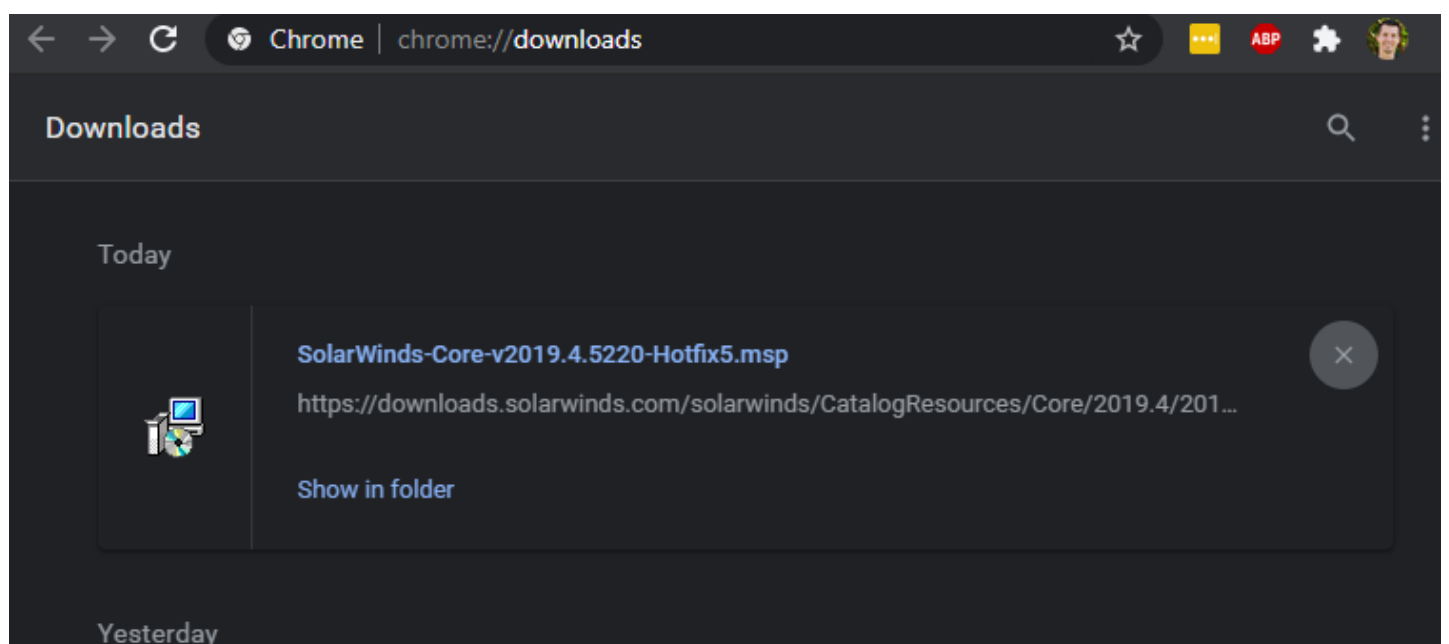 Chrome | chrome://downloads
ABP
Downloads
Today
SolarWinds-Core-v2019.4.5220-Hotfix5.msp
https://downloads.solarwinds.com/solarwinds/CatalogResources/Core/2019.4/201...
Show in folder
Yesterday